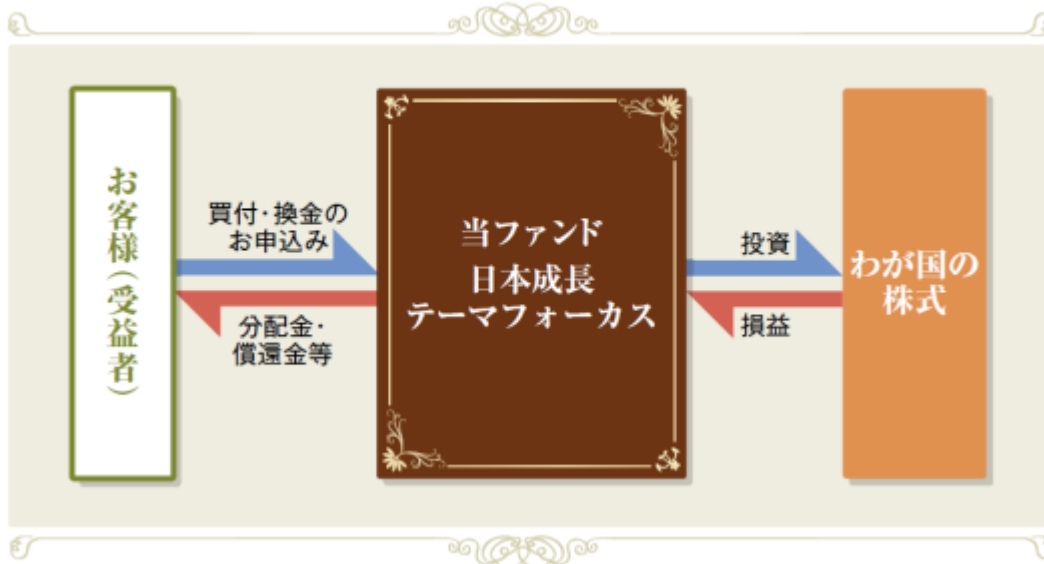 お客様(受益者)
買付・換金の
お申込み
分配金・
償還金等
当ファンド
日本成長
テーマフォーカス
投資
損益
わが国の
株式